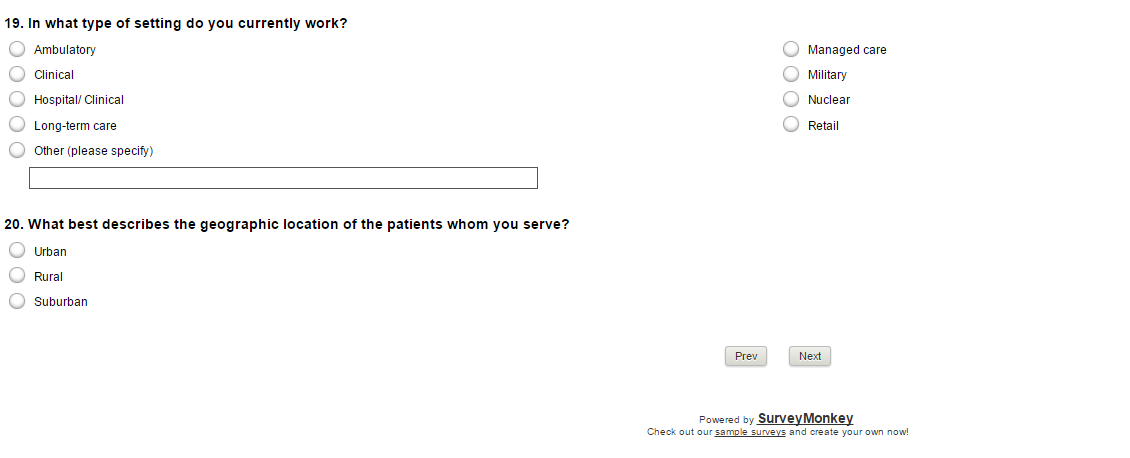 19. In what type of setting do you currently work?
Ambulatory
Clinical
Hospital/ Clinical
Long-term care
Other (please specify)
Managed care
Military
Nuclear
Retail
20. What best describes the geographic location of the patients whom you serve?
Urban
Rural
Suburban
Prev Next
Powered by SurveyMonkey
Check out our sample surveys and create your own now!